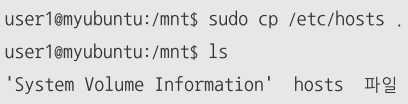 user1@myubuntu:/mnt$ sudo cp /etc/hosts .
user1@myubuntu:/mnt$ ls
'System Volume Information'  hosts  파일